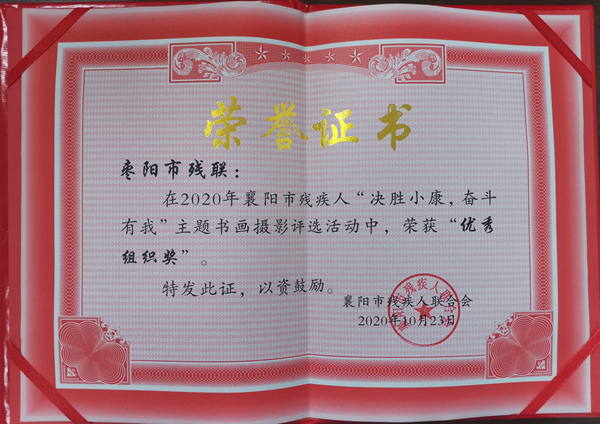 荣誉证书
枣阳市残联：
在2020年襄阳市残疾人“决胜小康，奋斗
有我”主题书画摄影评选活动中，荣获“优秀
组织奖”。
特发此证，以资鼓励。
襄阳市残疾人联合会
2020年10月23日